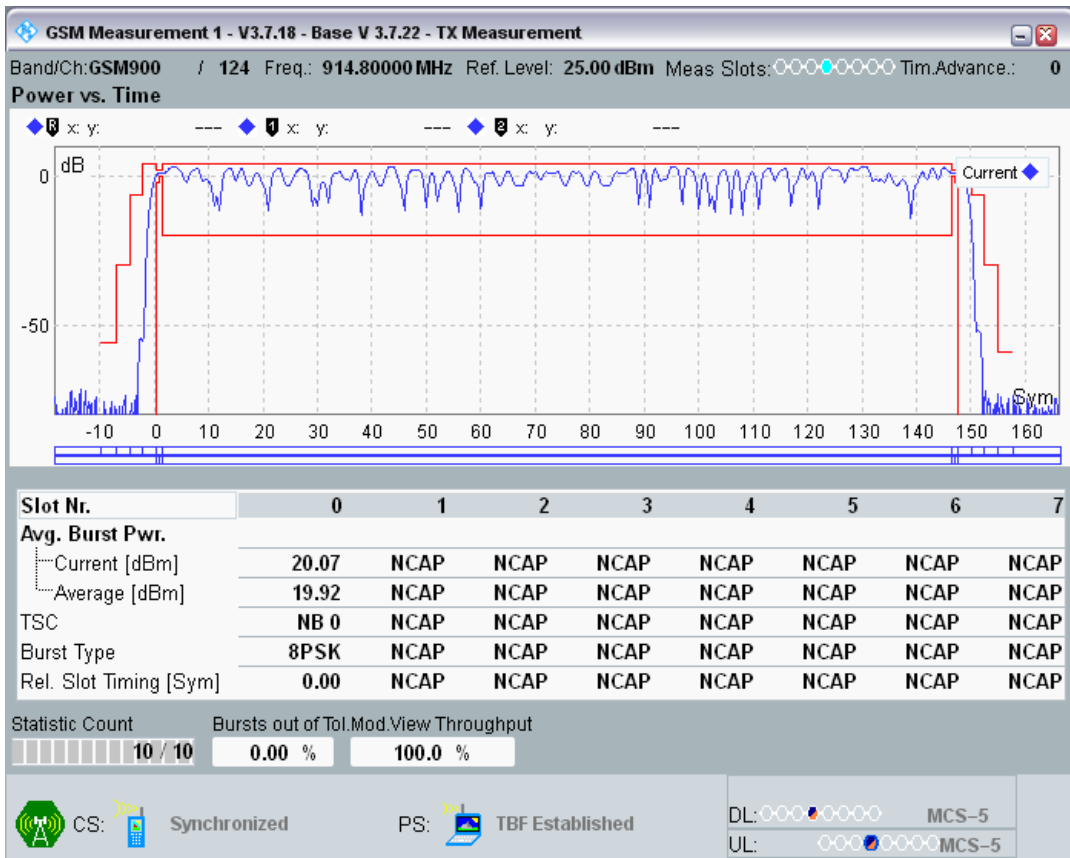 GSM Measurement 1 - V3.7.18 - Base V 3.7.22 - TX Measurement
Band/Ch:GSM900 / 124 Freq.: 914.80000 MHz Ref. Level: 25.00 dBm Meas Slots: Tim.Advance.: 0
Power vs. Time
R x: y: --- 1 x: y: --- 2 x: y: ---
dB
Current
0
-50
Sym
-10 0 10 20 30 40 50 60 70 80 90 100 110 120 130 140 150 160
Slot Nr. 0 1 2 3 4 5 6 7
Avg. Burst Pwr.
Current [dBm] 20.07 NCAP NCAP NCAP NCAP NCAP NCAP NCAP
Average [dBm] 19.92 NCAP NCAP NCAP NCAP NCAP NCAP NCAP
TSC NB 0 NCAP NCAP NCAP NCAP NCAP NCAP NCAP
Burst Type 8PSK NCAP NCAP NCAP NCAP NCAP NCAP NCAP
Rel. Slot Timing [Sym] 0.00 NCAP NCAP NCAP NCAP NCAP NCAP NCAP
Statistic Count Bursts out of Tol.Mod.View Throughput
10 / 10 0.00 % 100.0 %
CS: Synchronized PS: TBF Established
DL: MCS-5
UL: MCS-5